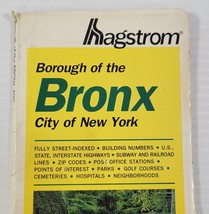 hagstrom®
Borough of the
Bronx
City of New York
FULLY STREET-INDEXED • BUILDING NUMBERS • U.S.,
STATE, INTERSTATE HIGHWAYS • SUBWAY AND RAILROAD
LINES • ZIP CODES • POST OFFICE STATIONS •
POINTS OF INTEREST • PARKS • GOLF COURSES •
CEMETERIES • HOSPITALS • NEIGHBORHOODS